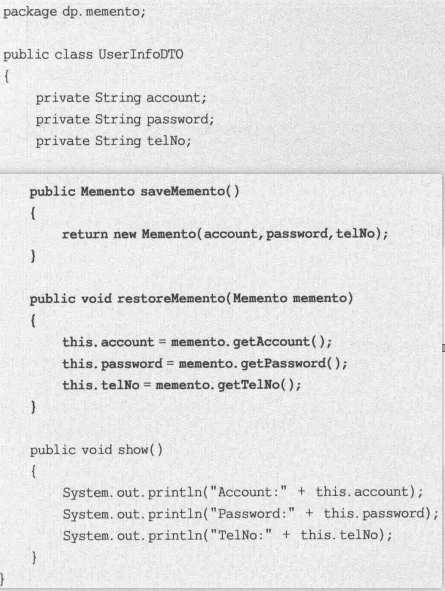 package dp.memento;
public class UserInfoDTO
{
private String account;
private String password;
private String telNo;
public Memento saveMemento()
{
return new Memento(account,password,telNo);
}
public void restoreMemento(Memento memento)
{
this.account = memento.getAccount();
this.password = memento.getPassword();
this.telNo = memento.getTelNo();
}
public void show()
{
System.out.println("Account:" + this.account);
System.out.println("Password:" + this.password);
System.out.println("TelNo:" + this.telNo);
}
}